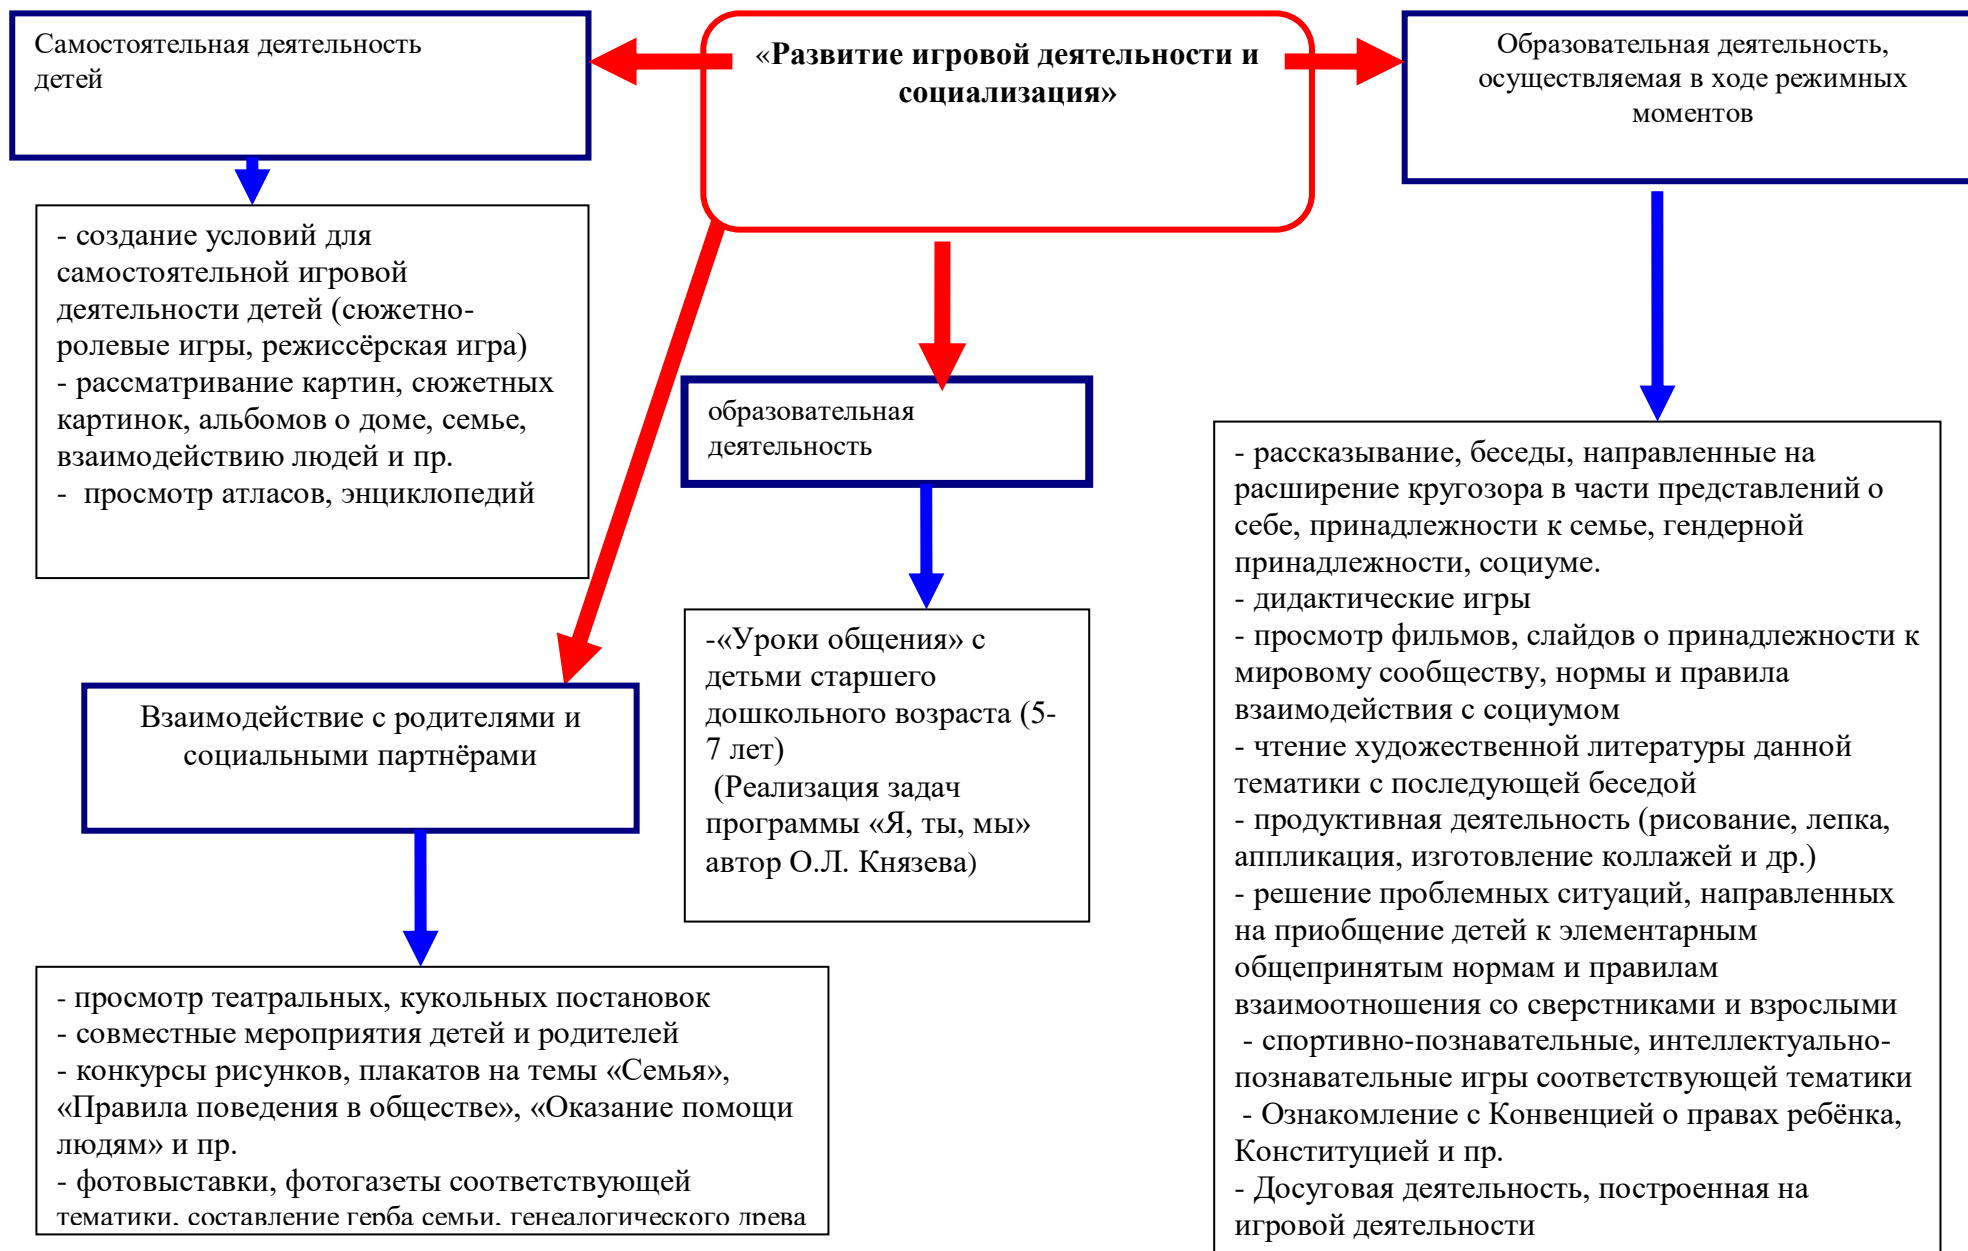 Самостоятельная деятельность
детей
«Развитие игровой деятельности и
социализация»
Образовательная деятельность,
осуществляемая в ходе режимных
моментов
- создание условий для
самостоятельной игровой
деятельности детей (сюжетно-
ролевые игры, режиссёрская игра)
- рассматривание картин, сюжетных
картинок, альбомов о доме, семье,
взаимодействию людей и пр.
- просмотр атласов, энциклопедий
образовательная
деятельность
Взаимодействие с родителями и
социальными партнёрами
-«Уроки общения» с
детьми старшего
дошкольного возраста (5-
7 лет)
(Реализация задач
программы «Я, ты, мы»
автор О.Л. Князева)
- просмотр театральных, кукольных постановок
- совместные мероприятия детей и родителей
- конкурсы рисунков, плакатов на темы «Семья»,
«Правила поведения в обществе», «Оказание помощи
людям» и пр.
- фотовыставки, фотогазеты соответствующей
тематики, составление герба семьи, генеалогического древа
- рассказывание, беседы, направленные на
расширение кругозора в части представлений о
себе, принадлежности к семье, гендерной
принадлежности, социуме.
- дидактические игры
- просмотр фильмов, слайдов о принадлежности к
мировому сообществу, нормы и правила
взаимодействия с социумом
- чтение художественной литературы данной
тематики с последующей беседой
- продуктивная деятельность (рисование, лепка,
аппликация, изготовление коллажей и др.)
- решение проблемных ситуаций, направленных
на приобщение детей к элементарным
общепринятым нормам и правилам
взаимоотношения со сверстниками и взрослыми
- спортивно-познавательные, интеллектуально-
познавательные игры соответствующей тематики
- Ознакомление с Конвенцией о правах ребёнка,
Конституцией и пр.
- Досуговая деятельность, построенная на
игровой деятельности